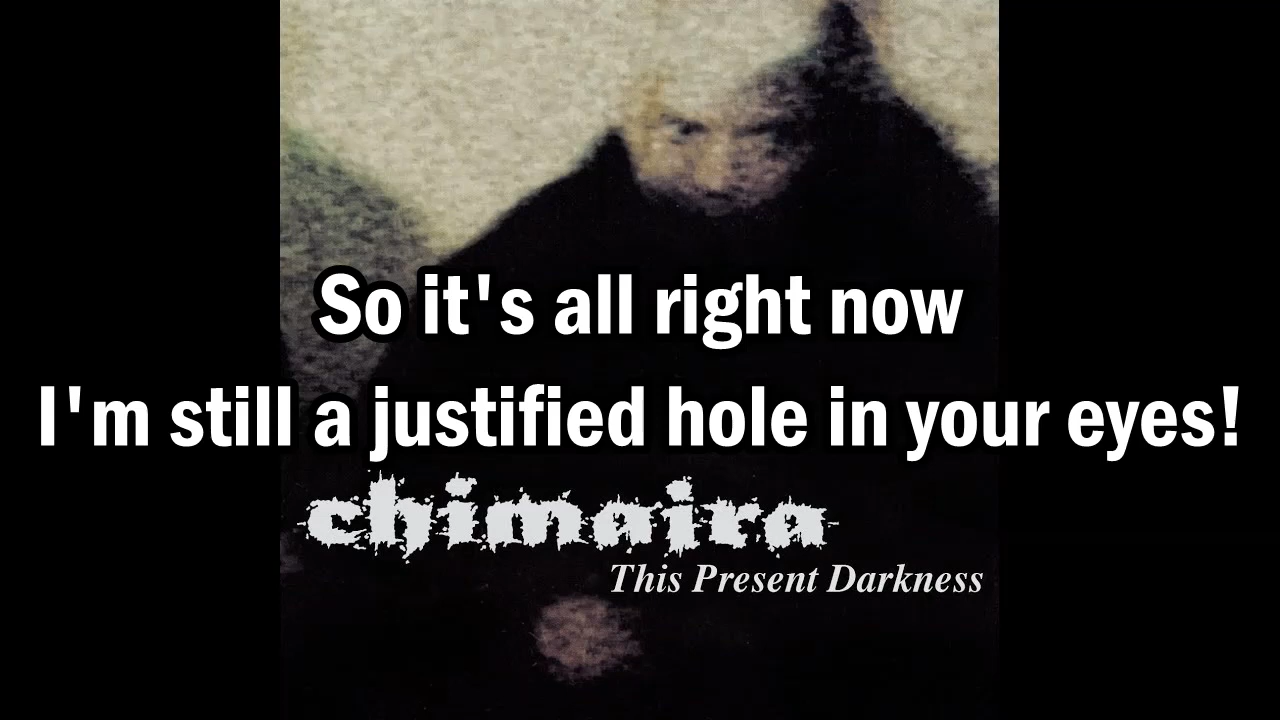 So it's all right now
I'm still a justified hole in your eyes!
chimaira
This Present Darkness